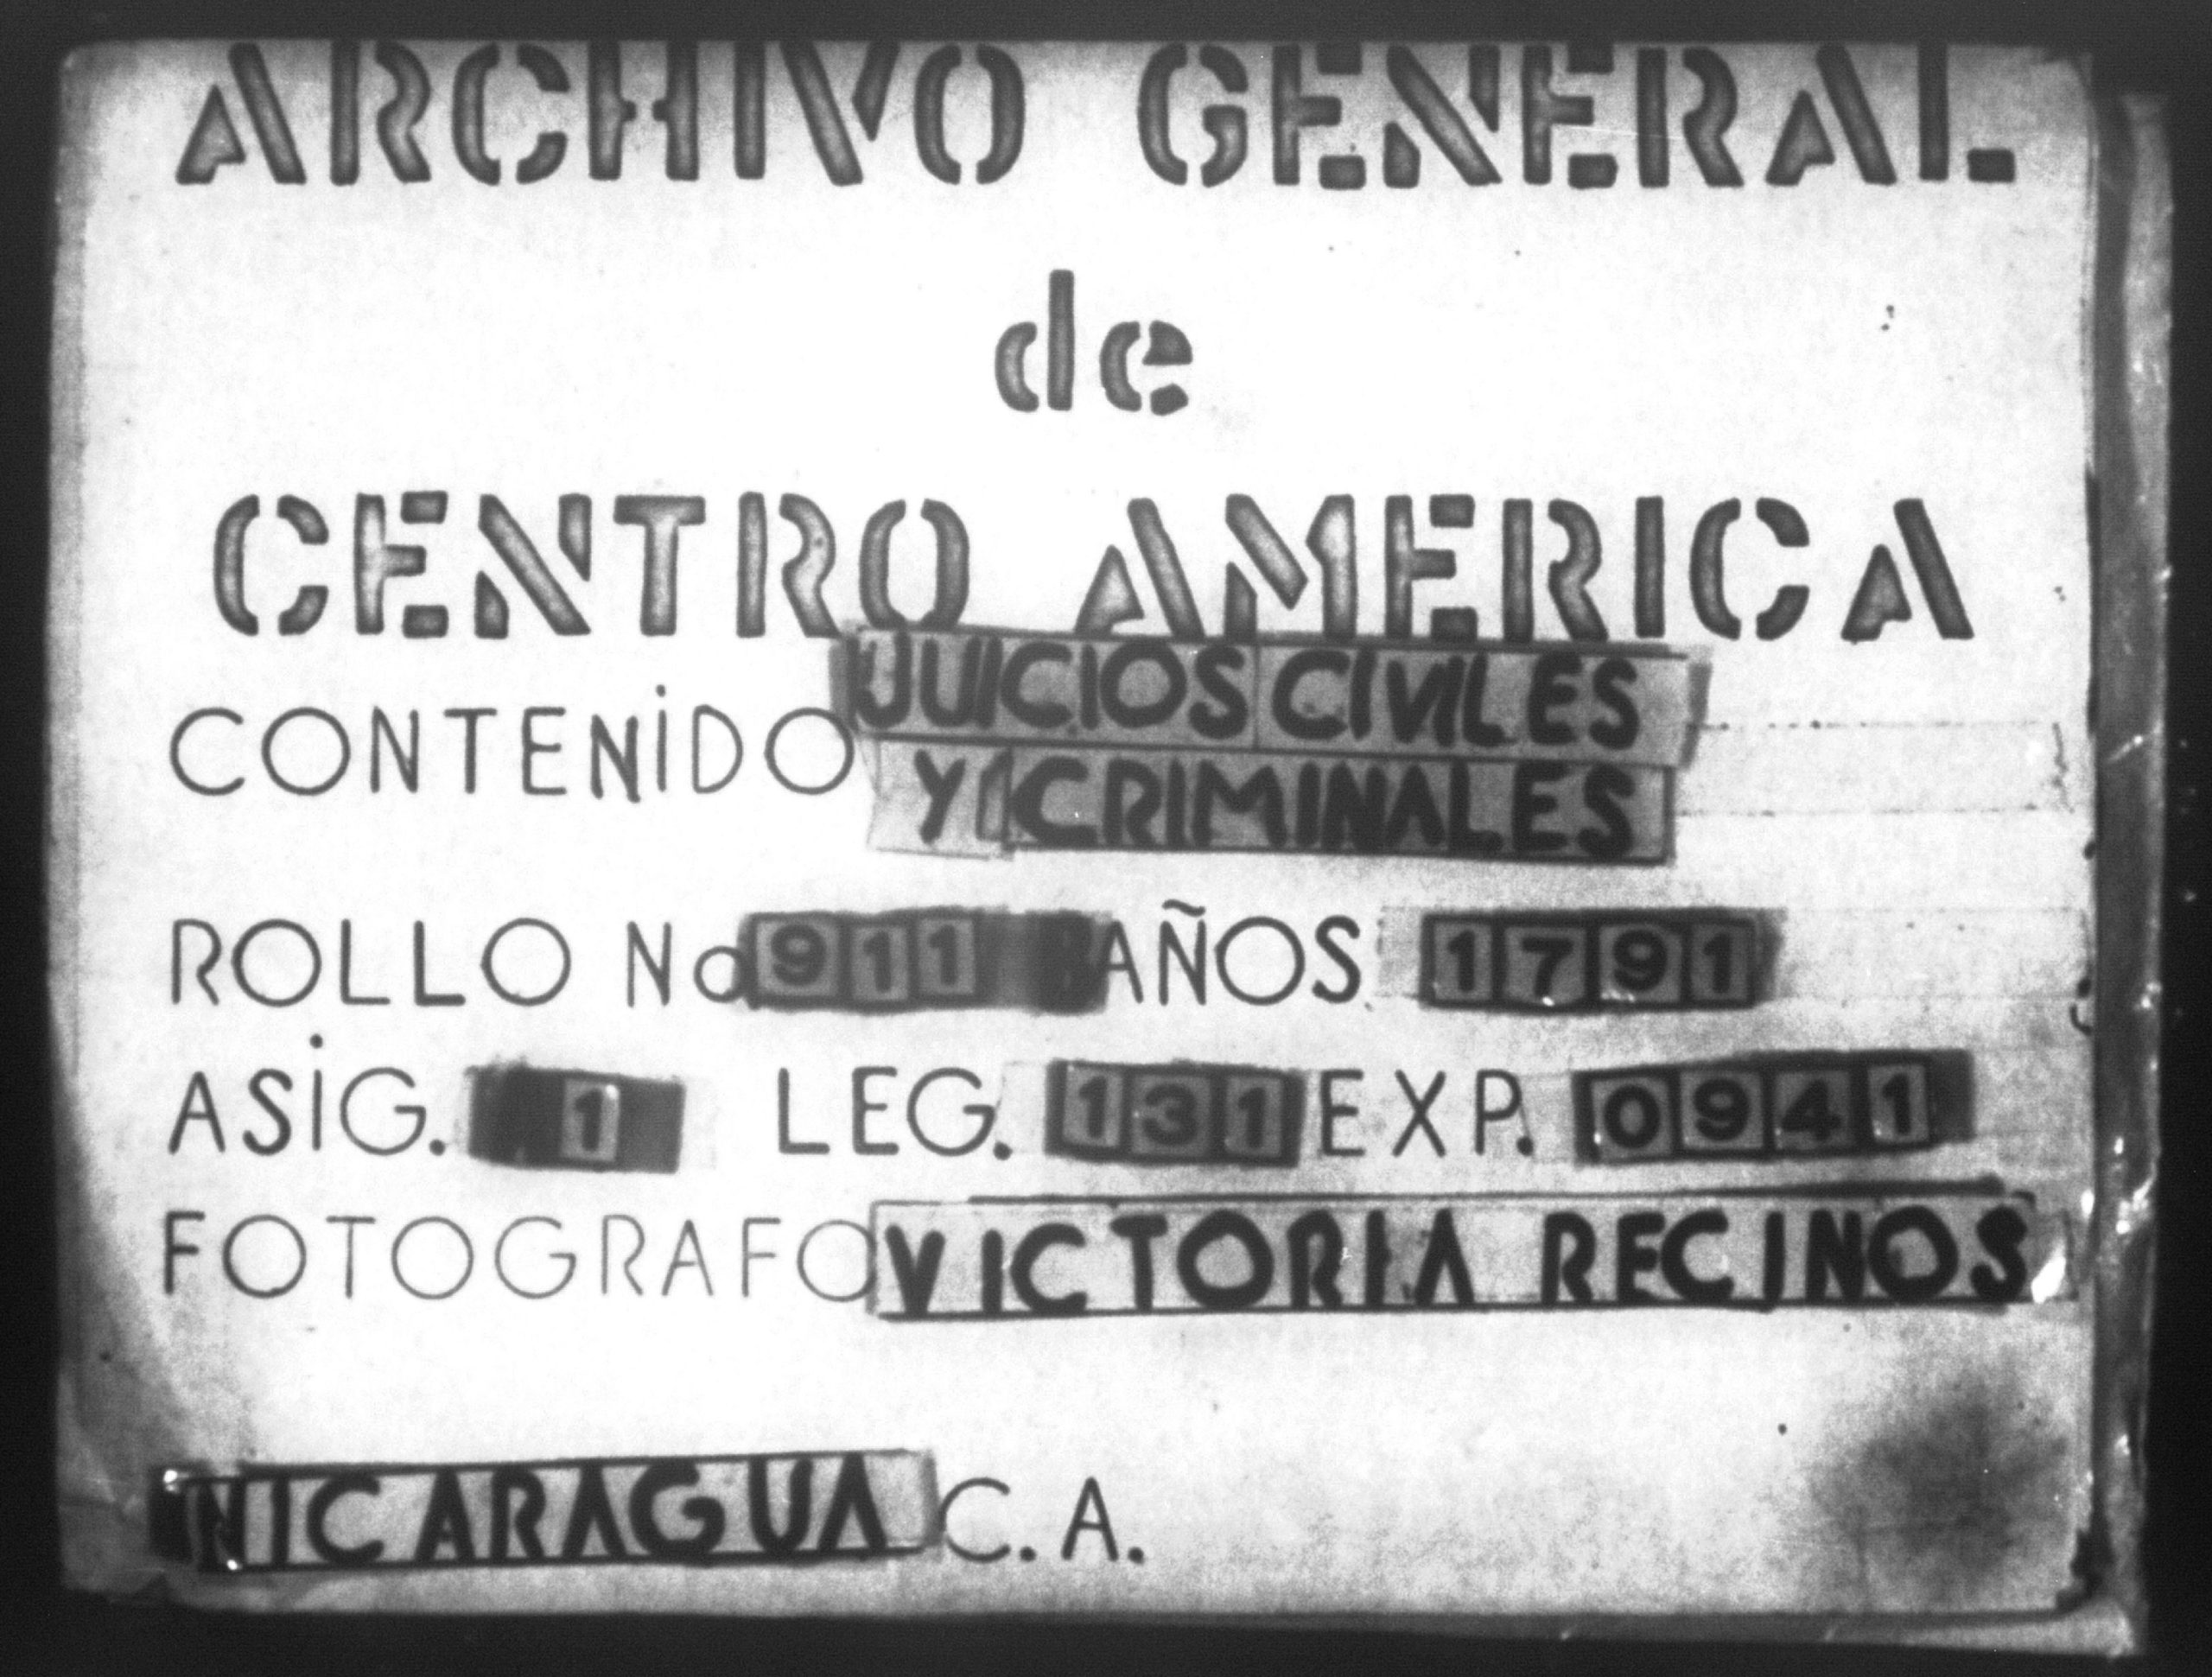 ARCHIVO GENERAL
de
CENTRO AMERICA
CONTENIDO JUICIOS CIVILES
Y CRIMINALES
ROLLO No 911 AÑOS 1791
ASIG. 1 LEG. 131 EXP. 0941
FOTOGRAFO VICTORIA RECINOS
NICARAGUA C. A.